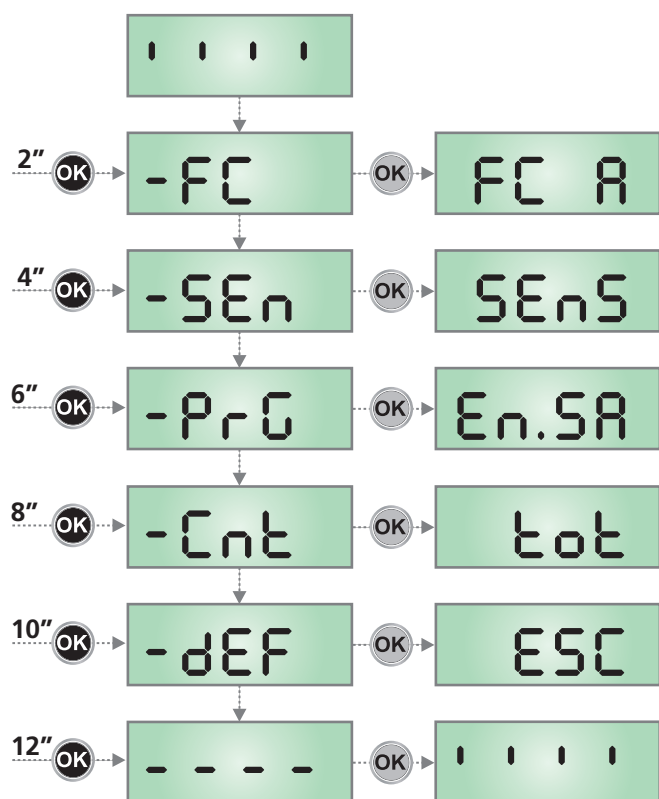 ı ı ı ı
2” OK -FC OK FC A
4” OK -SEn OK SEnS
6” OK -PrG OK En.SA
8” OK -Cnt OK tot
10” OK -dEF OK ESC
12” OK - - - - OK ı ı ı ı